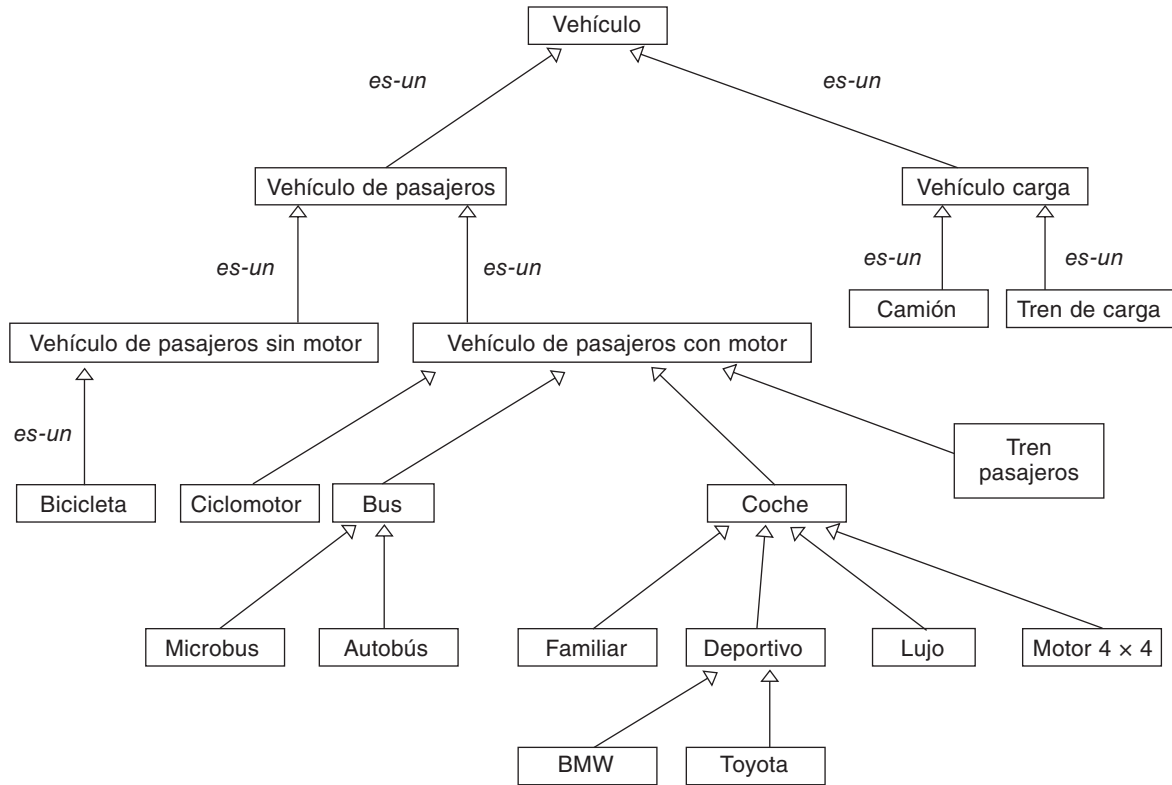 Vehículo
es-un
es-un
Vehículo de pasajeros
Vehículo carga
es-un
es-un
es-un
es-un
Camión
Tren de carga
Vehículo de pasajeros sin motor
Vehículo de pasajeros con motor
es-un
Tren
pasajeros
Bicicleta
Ciclomotor
Bus
Coche
Microbus
Autobús
Familiar
Deportivo
Lujo
Motor 4 × 4
BMW
Toyota